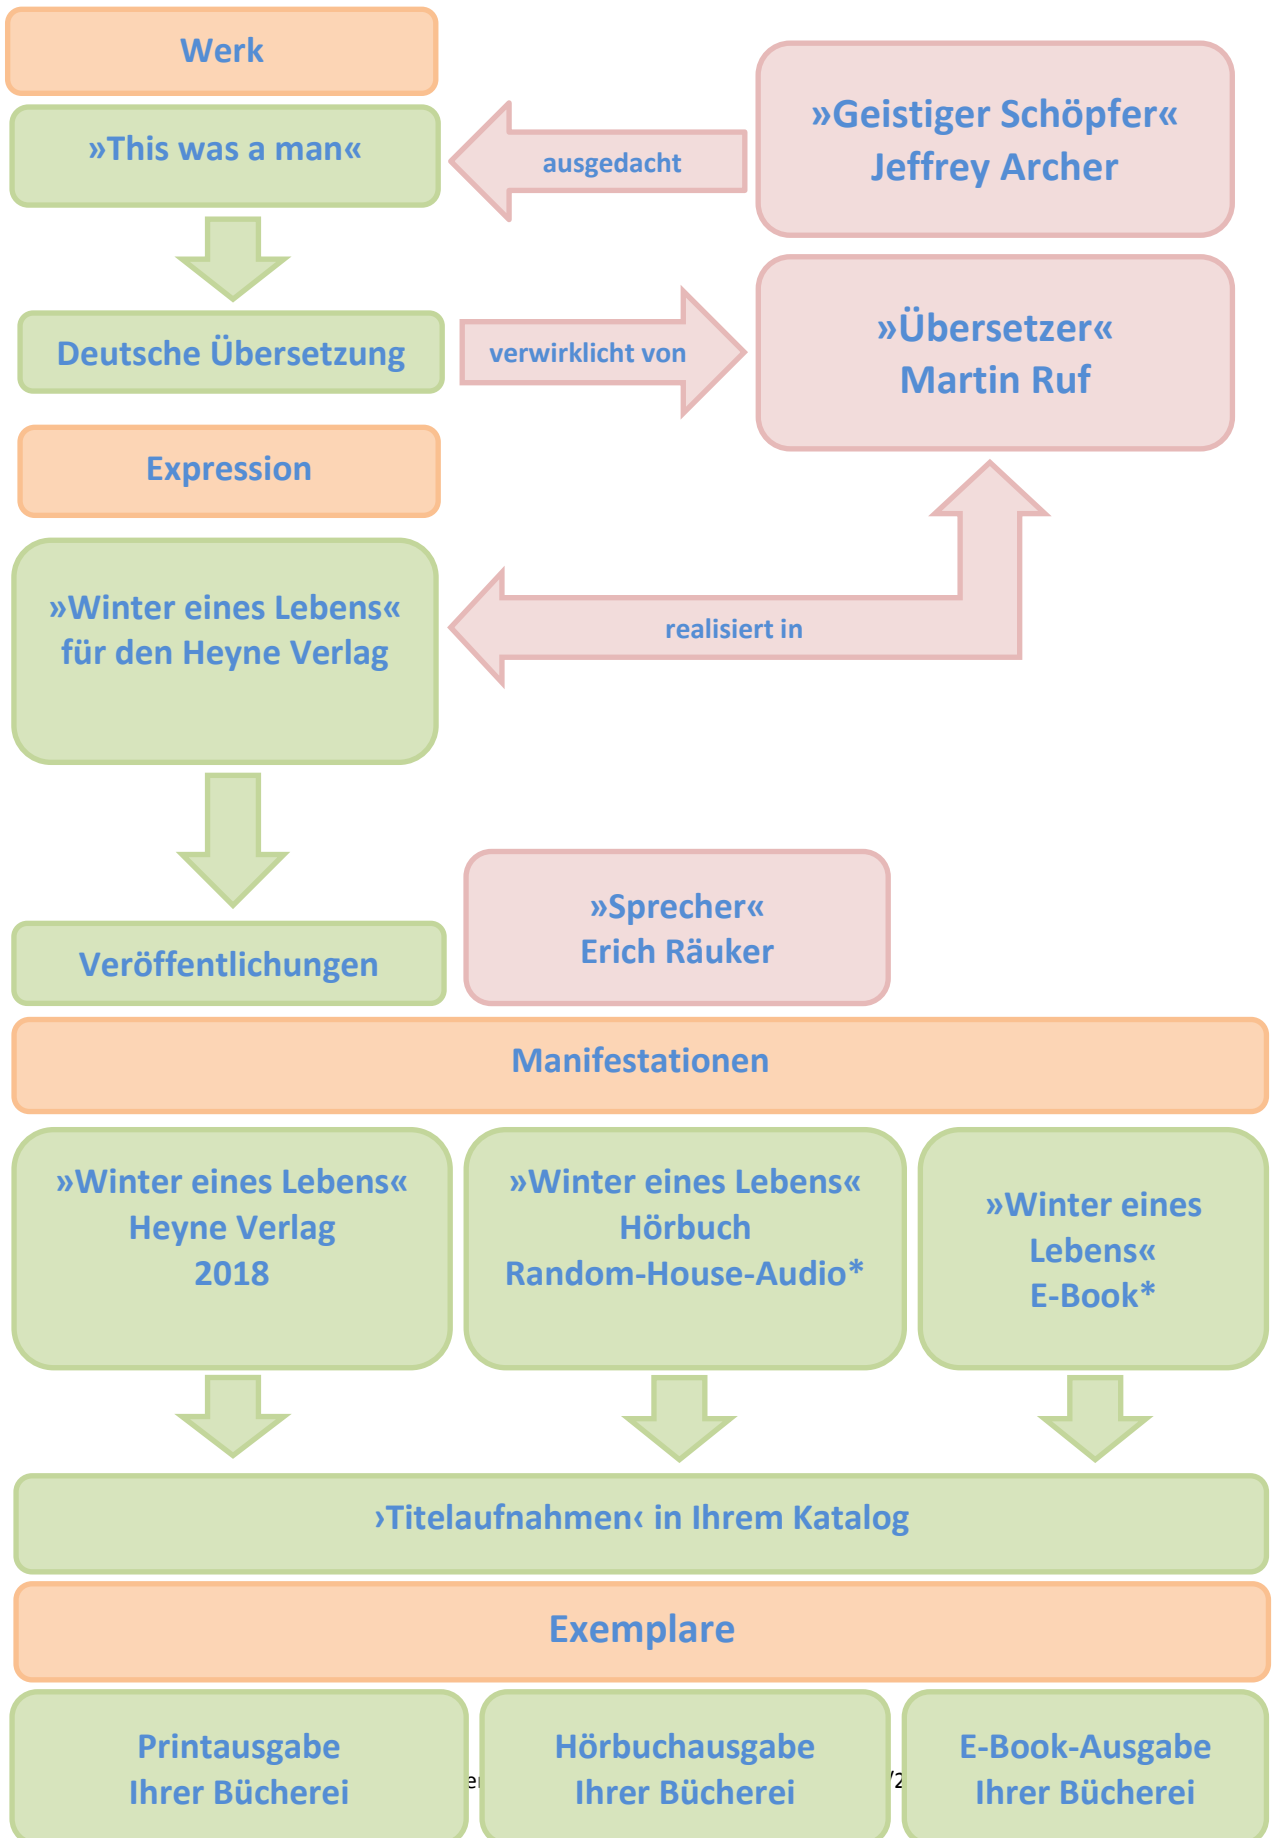 Werk
»This was a man«
ausgedacht
»Geistiger Schöpfer«
Jeffrey Archer
Deutsche Übersetzung
verwirklicht von
»Übersetzer«
Martin Ruf
Expression
»Winter eines Lebens«
für den Heyne Verlag
realisiert in
»Sprecher«
Erich Räuker
Veröffentlichungen
Manifestationen
»Winter eines Lebens«
Heyne Verlag
2018
»Winter eines Lebens«
Hörbuch
Random-House-Audio*
»Winter eines
Lebens«
E-Book*
›Titelaufnahmen‹ in Ihrem Katalog
Exemplare
Printausgabe
Ihrer Bücherei
Hörbuchausgabe
Ihrer Bücherei
E-Book-Ausgabe
Ihrer Bücherei